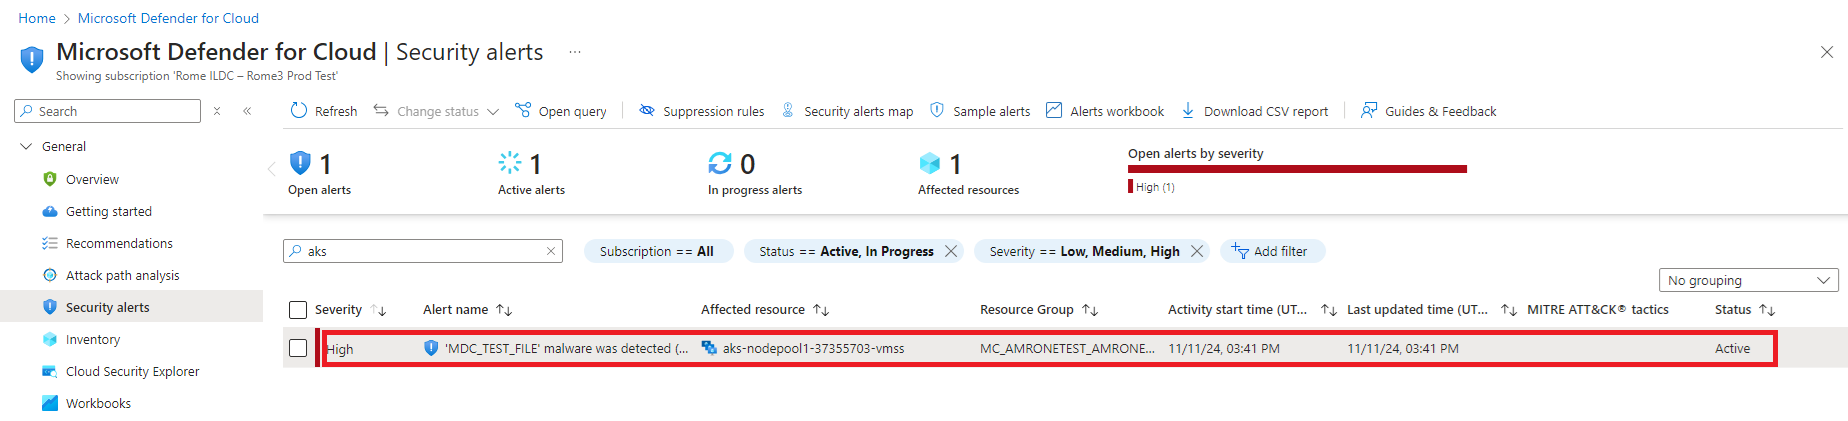 Home > Microsoft Defender for Cloud
Microsoft Defender for Cloud | Security alerts ...
Showing subscription 'Rome ILDC – Rome3 Prod Test'
Search
General
Overview
Getting started
Recommendations
Attack path analysis
Security alerts
Inventory
Cloud Security Explorer
Workbooks
Refresh Change status Open query Suppression rules Security alerts map Sample alerts Alerts workbook Download CSV report Guides & Feedback
1
Open alerts
1
Active alerts
0
In progress alerts
1
Affected resources
Open alerts by severity
High (1)
aks
Subscription == All
Status == Active, In Progress
Severity == Low, Medium, High
Add filter
No grouping
Severity ↑↓ Alert name ↑↓ Affected resource ↑↓ Resource Group ↑↓ Activity start time (UT... ↑↓ Last updated time (UT... ↑↓ MITRE ATT&CK® tactics Status ↑↓
High 'MDC_TEST_FILE' malware was detected (... aks-nodepool1-37355703-vmss MC_AMRONETEST_AMRONE... 11/11/24, 03:41 PM 11/11/24, 03:41 PM Active